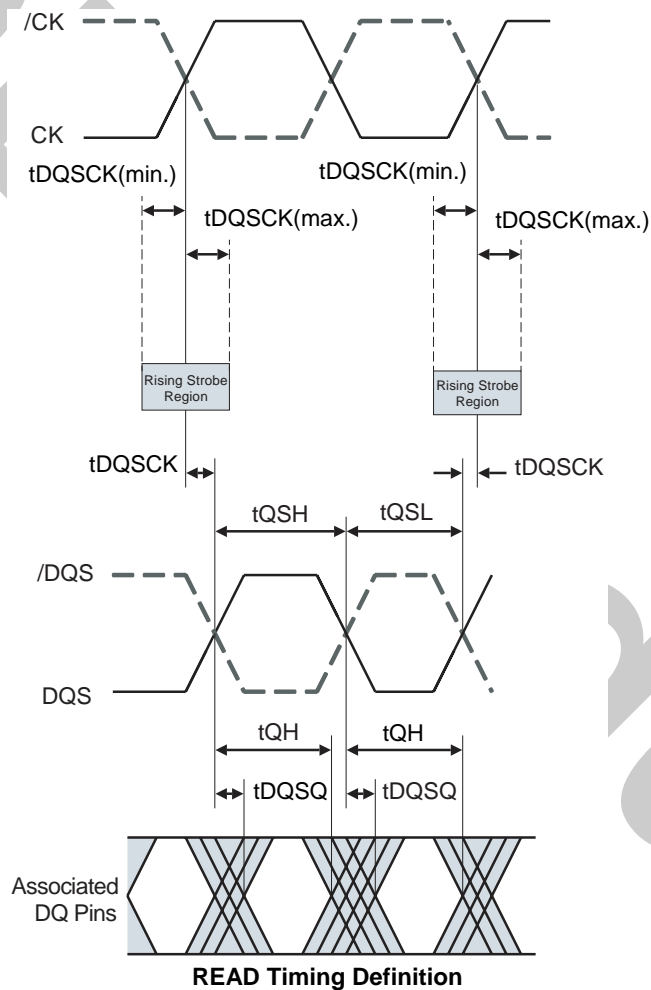 /CK
CK
tDQSCK(min.)
tDQSCK(min.)
tDQSCK(max.)
tDQSCK(max.)
Rising Strobe
Region
Rising Strobe
Region
tDQSCK
tDQSCK
tQSH
tQSL
/DQS
DQS
tQH
tQH
tDQSQ
tDQSQ
Associated
DQ Pins
READ Timing Definition